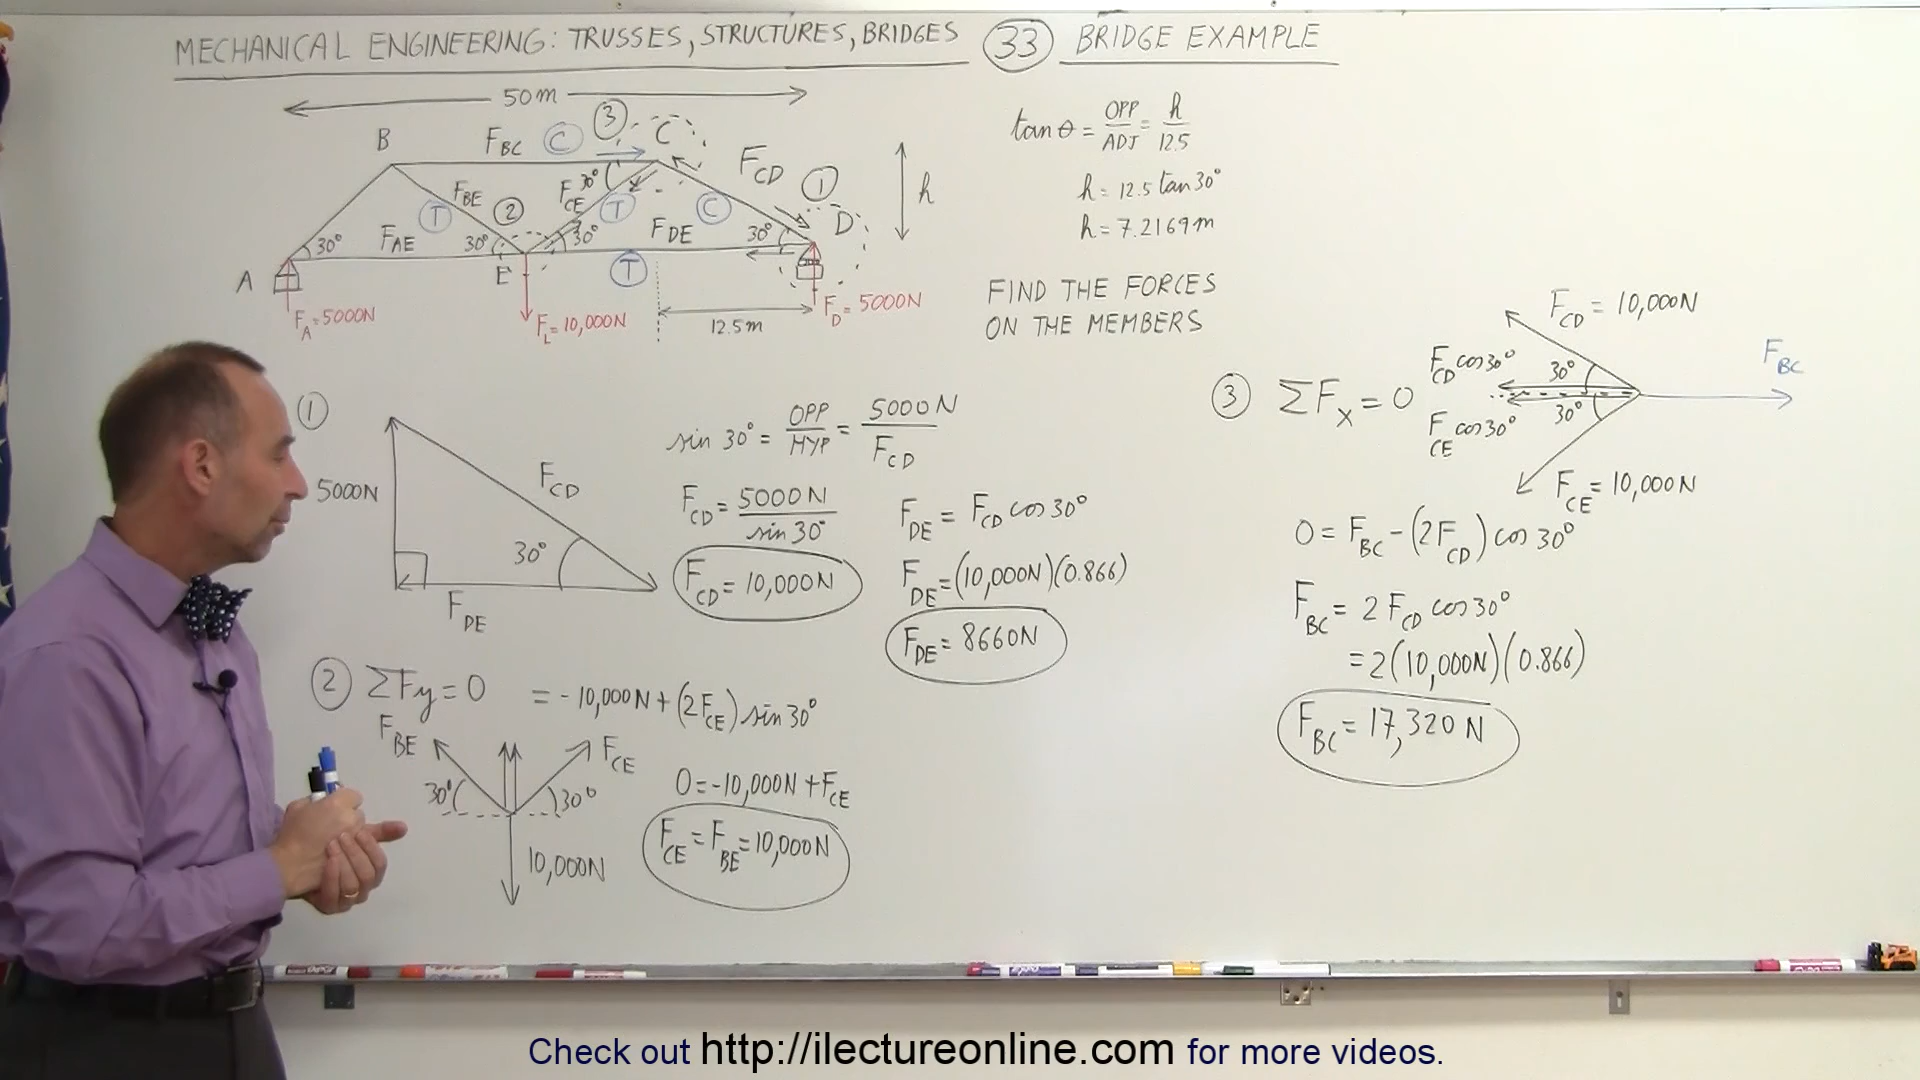 MECHANICAL ENGINEERING: TRUSSES, STRUCTURES, BRIDGES (33) BRIDGE EXAMPLE
50m
B F_BC (C) (3) C F_CD (1) h
F_BE (T) (2) F_CE 30° (T) (C) D
30° F_AE 30° 30° F_DE 30°
A E (T)
F_A = 5000N F_L = 10,000N 12.5m F_D = 5000N
tan θ = OPP/ADJ = h/12.5
h = 12.5 tan 30°
h = 7.2169m
FIND THE FORCES
ON THE MEMBERS
(1)
5000N F_CD
30°
F_DE
sin 30° = OPP/HYP = 5000N/F_CD
F_CD = 5000N/sin 30°
F_CD = 10,000N
F_DE = F_CD cos 30°
F_DE = (10,000N)(0.866)
F_DE = 8660N
(2) ΣFy = 0 = -10,000N + (2F_CE) sin 30°
F_BE F_CE
30° 30°
10,000N
0 = -10,000N + F_CE
F_CE = F_BE = 10,000N
(3) ΣF_x = 0
F_CD = 10,000N
F_CD cos 30° 30° F_BC
F_CE cos 30° 30°
F_CE = 10,000N
0 = F_BC - (2F_CD) cos 30°
F_BC = 2 F_CD cos 30°
= 2(10,000N)(0.866)
F_BC = 17,320 N
Check out http://ilectureonline.com for more videos.